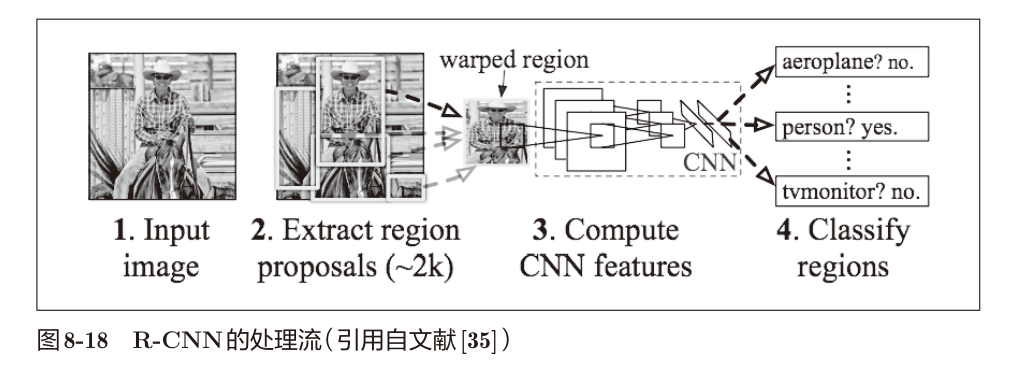 warped region
aeroplane? no.
person? yes.
CNN
tvmonitor? no.
1. Input
image
2. Extract region
proposals (~2k)
3. Compute
CNN features
4. Classify
regions
图8-18 R-CNN的处理流（引用自文献[35]）